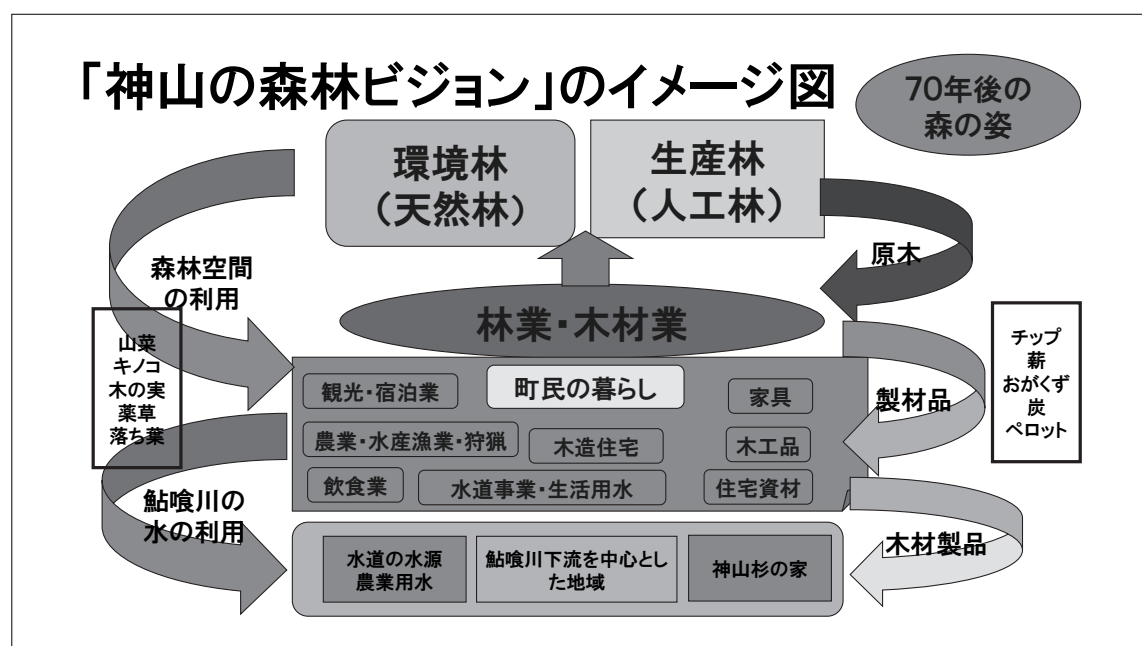 「神山の森林ビジョン」のイメージ図
70年後の
森の姿
環境林
（天然林）
生産林
（人工林）
森林空間
の利用
原木
林業・木材業
山菜
キノコ
木の実
薬草
落ち葉
チップ
薪
おがくず
炭
ペロット
観光・宿泊業
町民の暮らし
家具
製材品
農業・水産漁業・狩猟
木造住宅
木工品
飲食業
水道事業・生活用水
住宅資材
鮎喰川の
水の利用
木材製品
水道の水源
農業用水
鮎喰川下流を中心とし
た地域
神山杉の家